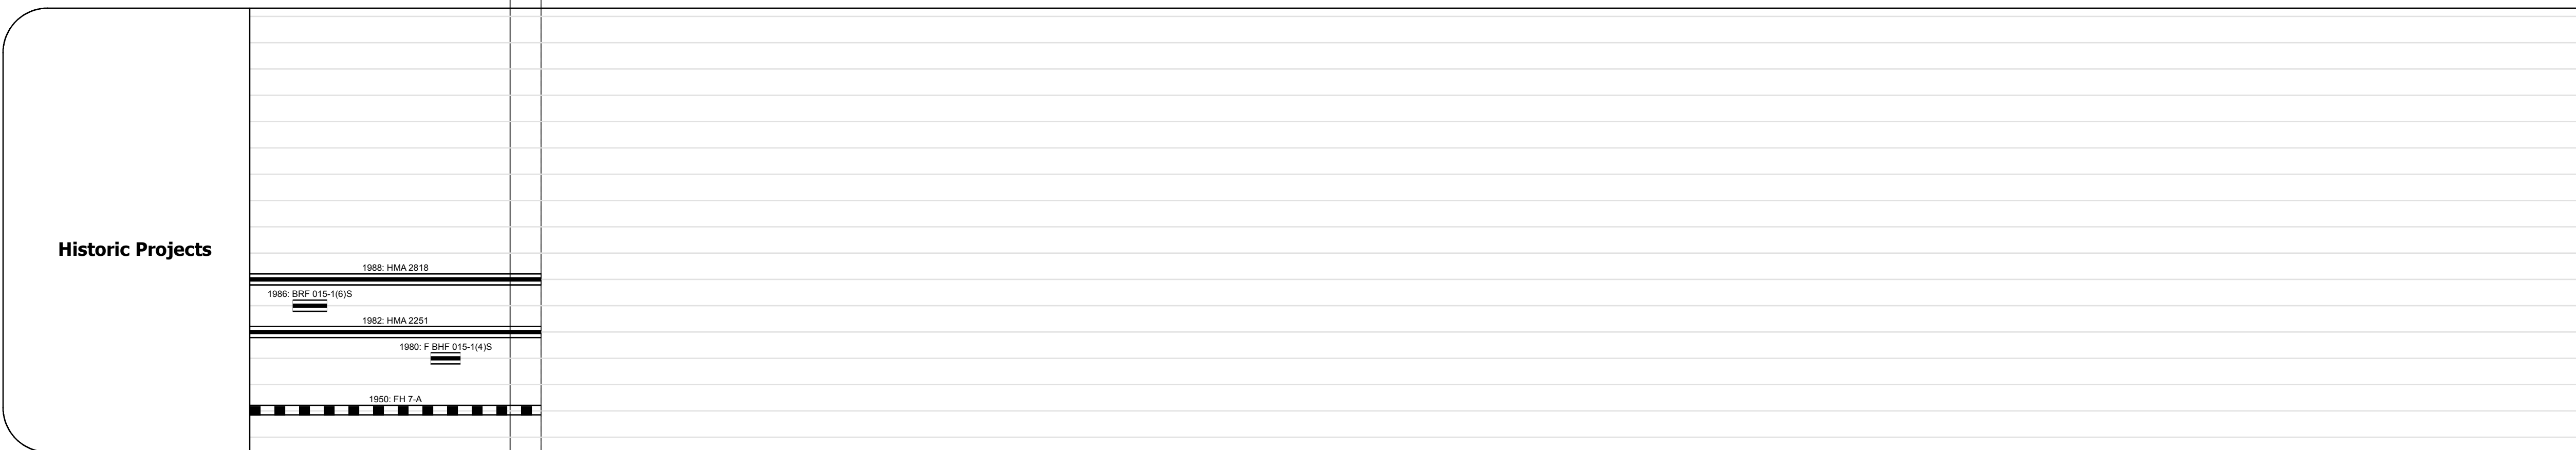 Historic Projects
1988: HMA 2818
1986: BRF 015-1(6)S
1982: HMA 2251
1980: F BHF 015-1(4)S
1950: FH 7-A